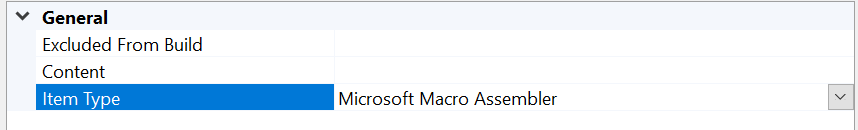 General
Excluded From Build
Content
Item Type Microsoft Macro Assembler